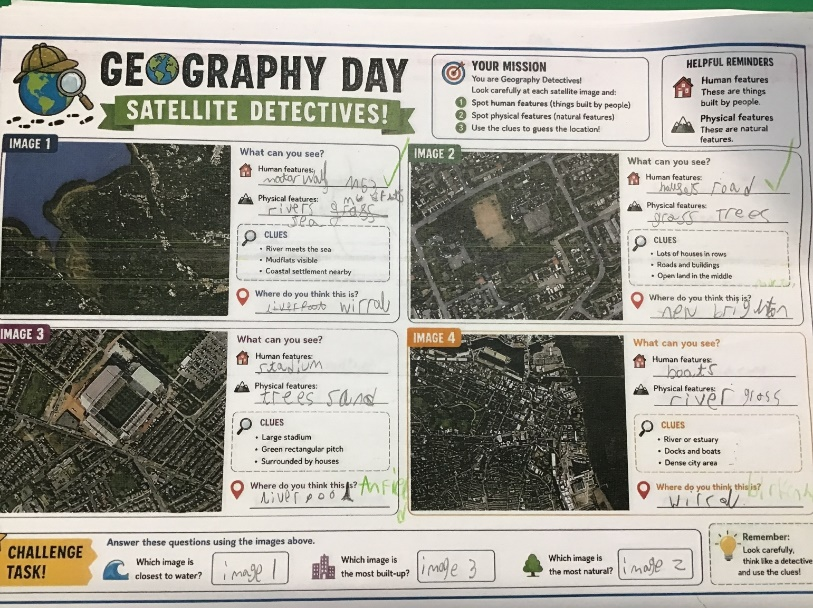 GEOGRAPHY DAY
SATELLITE DETECTIVES!
YOUR MISSION
You are Geography Detectives!
Look carefully at each satellite image and:
1 Spot human features (things built by people)
2 Spot physical features (natural features)
3 Use the clues to guess the location!
HELPFUL REMINDERS
Human features
These are things
built by people.
Physical features
These are natural
features.
IMAGE 1
What can you see?
Human features:
motorway M53
Physical features:
rivers grass
sea
CLUES
• River meets the sea
• Mudflats visible
• Coastal settlement nearby
Where do you think this is?
liverpool wirral
IMAGE 2
What can you see?
Human features:
road
Physical features:
grass trees
CLUES
• Lots of houses in rows
• Roads and buildings
• Open land in the middle
Where do you think this is?
new brighton
IMAGE 3
What can you see?
Human features:
stadium
Physical features:
trees sand
CLUES
• Large stadium
• Green rectangular pitch
• Surrounded by houses
Where do you think this is?
liverpool
IMAGE 4
What can you see?
Human features:
boats
Physical features:
river grass
CLUES
• River or estuary
• Docks and boats
• Dense city area
Where do you think this is?
wirral
CHALLENGE
TASK!
Answer these questions using the images above.
Which image is
closest to water?
image 1
Which image is
the most built-up?
image 3
Which image is
the most natural?
image 2
Remember:
Look carefully,
think like a detective
and use the clues!